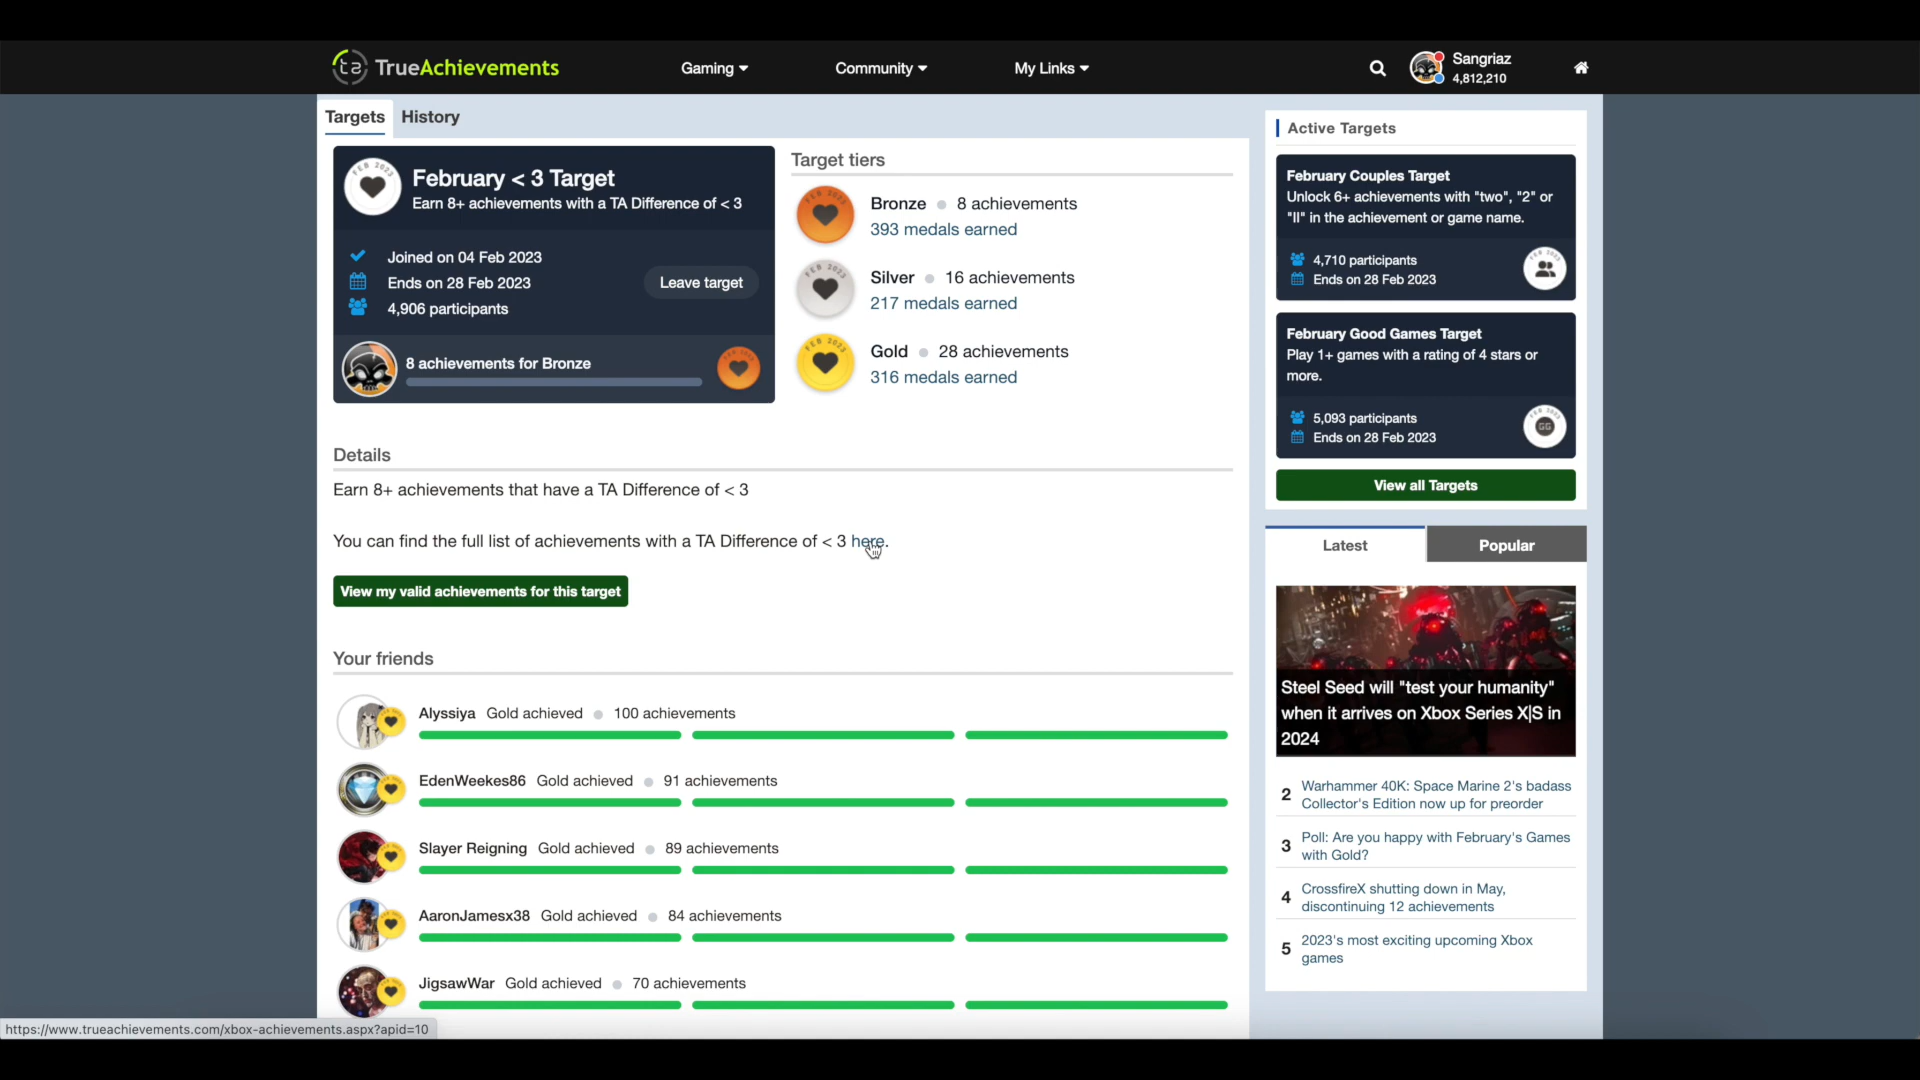 TrueAchievements
Gaming
Community
My Links
Sangriaz
4,812,210
Targets
History
FEB 2023
February < 3 Target
Earn 8+ achievements with a TA Difference of < 3
Joined on 04 Feb 2023
Ends on 28 Feb 2023
4,906 participants
Leave target
8 achievements for Bronze
Target tiers
FEB 2023
Bronze 8 achievements
393 medals earned
FEB 2023
Silver 16 achievements
217 medals earned
FEB 2023
Gold 28 achievements
316 medals earned
Details
Earn 8+ achievements that have a TA Difference of < 3
You can find the full list of achievements with a TA Difference of < 3 here.
View my valid achievements for this target
Your friends
Alyssiya Gold achieved 100 achievements
EdenWeekes86 Gold achieved 91 achievements
Slayer Reigning Gold achieved 89 achievements
AaronJamesx38 Gold achieved 84 achievements
JigsawWar Gold achieved 70 achievements
Active Targets
February Couples Target
Unlock 6+ achievements with "two", "2" or
"II" in the achievement or game name.
4,710 participants
Ends on 28 Feb 2023
February Good Games Target
Play 1+ games with a rating of 4 stars or
more.
5,093 participants
Ends on 28 Feb 2023
GG
View all Targets
Latest
Popular
Steel Seed will "test your humanity"
when it arrives on Xbox Series X|S in
2024
2 Warhammer 40K: Space Marine 2's badass
Collector's Edition now up for preorder
3 Poll: Are you happy with February's Games
with Gold?
4 CrossfireX shutting down in May,
discontinuing 12 achievements
5 2023's most exciting upcoming Xbox
games
https://www.trueachievements.com/xbox-achievements.aspx?apid=10